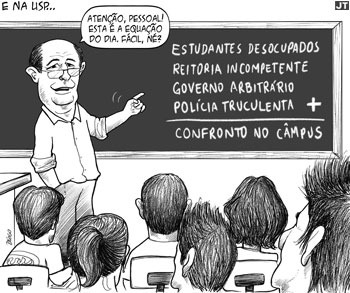 E NA USP...
JT
ATENÇÃO, PESSOAL!
ESTA É A EQUAÇÃO
DO DIA. FÁCIL, NÉ?
ESTUDANTES DESOCUPADOS
REITORIA INCOMPETENTE
GOVERNO ARBITRÁRIO
POLÍCIA TRUCULENTA +
CONFRONTO NO CÂMPUS